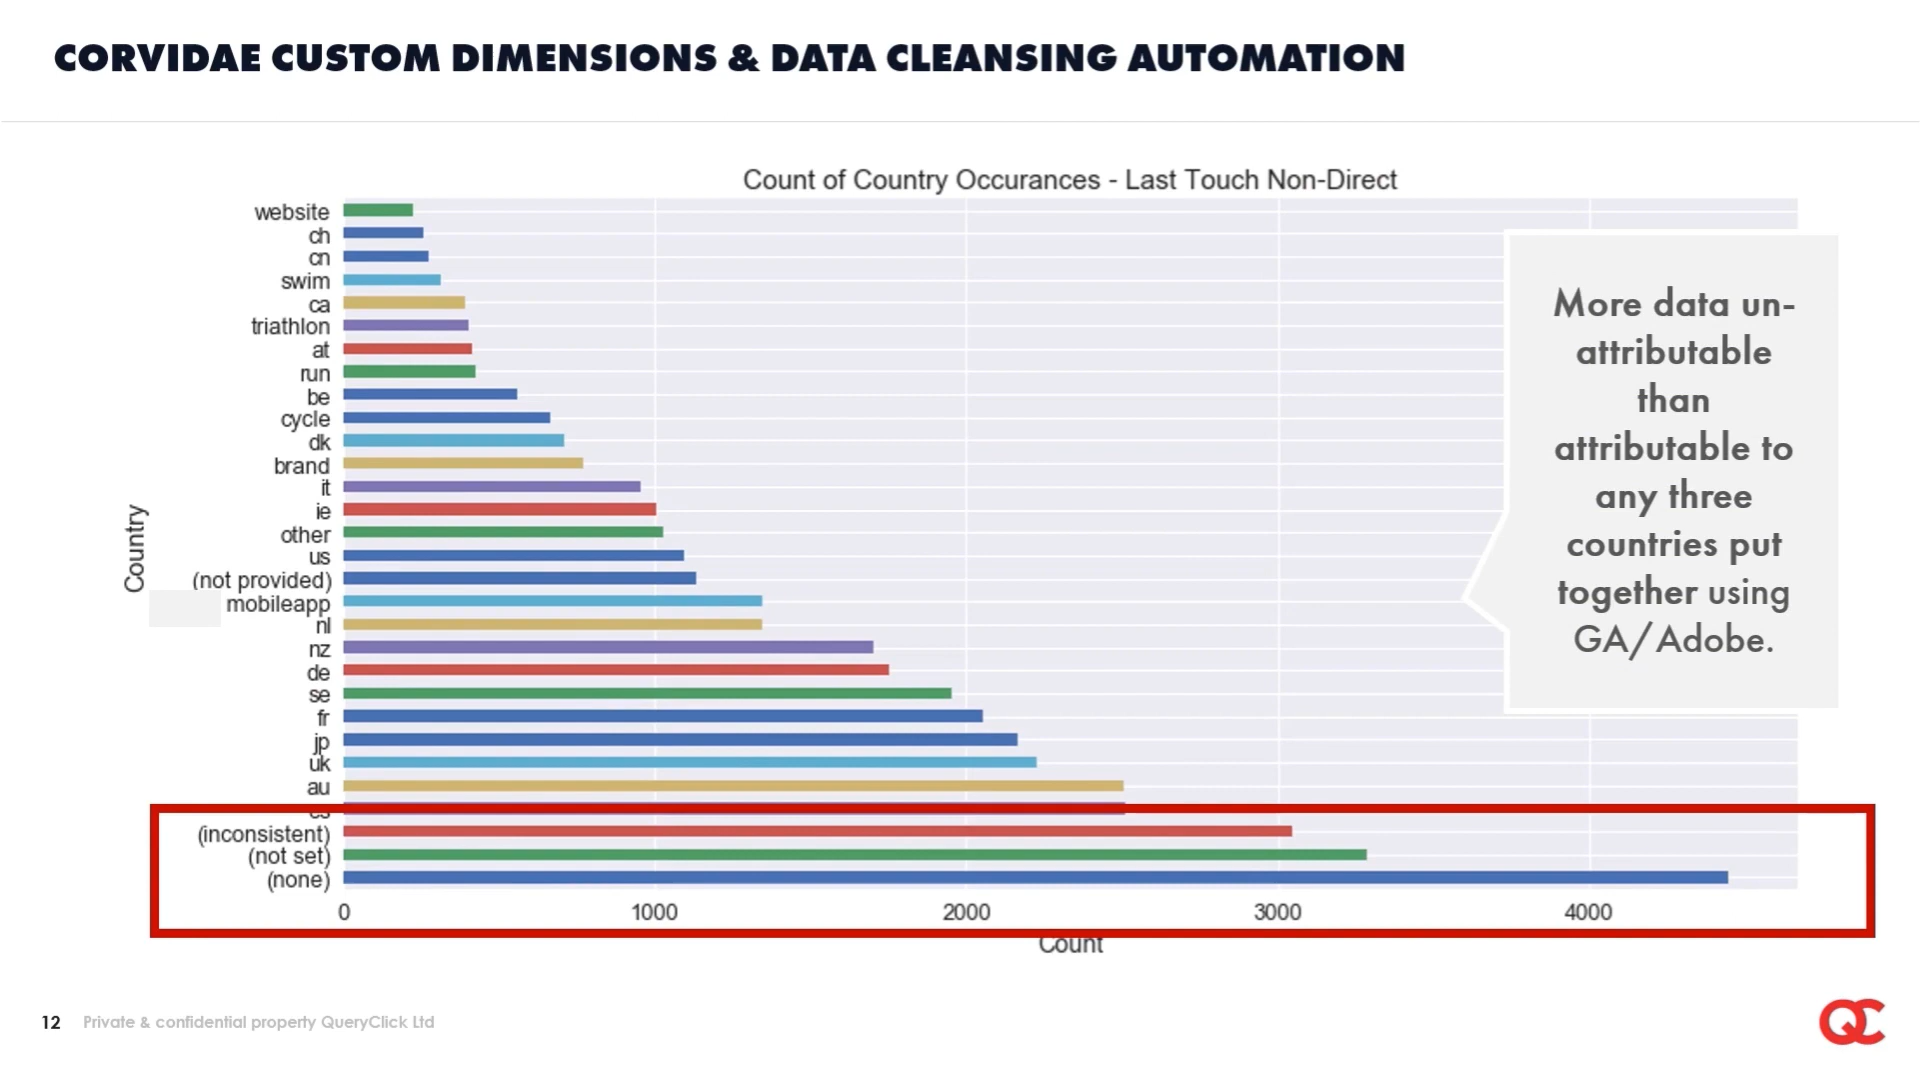 CORVIDAE CUSTOM DIMENSIONS & DATA CLEANSING AUTOMATION
Count of Country Occurances - Last Touch Non-Direct
Country
website
ch
cn
swim
ca
triathlon
at
run
be
cycle
dk
brand
it
ie
other
us
(not provided)
mobileapp
nl
nz
de
se
fr
jp
uk
au
es
(inconsistent)
(not set)
(none)
0 1000 2000 3000 4000
Count
More data un-
attributable
than
attributable to
any three
countries put
together using
GA/Adobe.
12 Private & confidential property QueryClick Ltd
QC